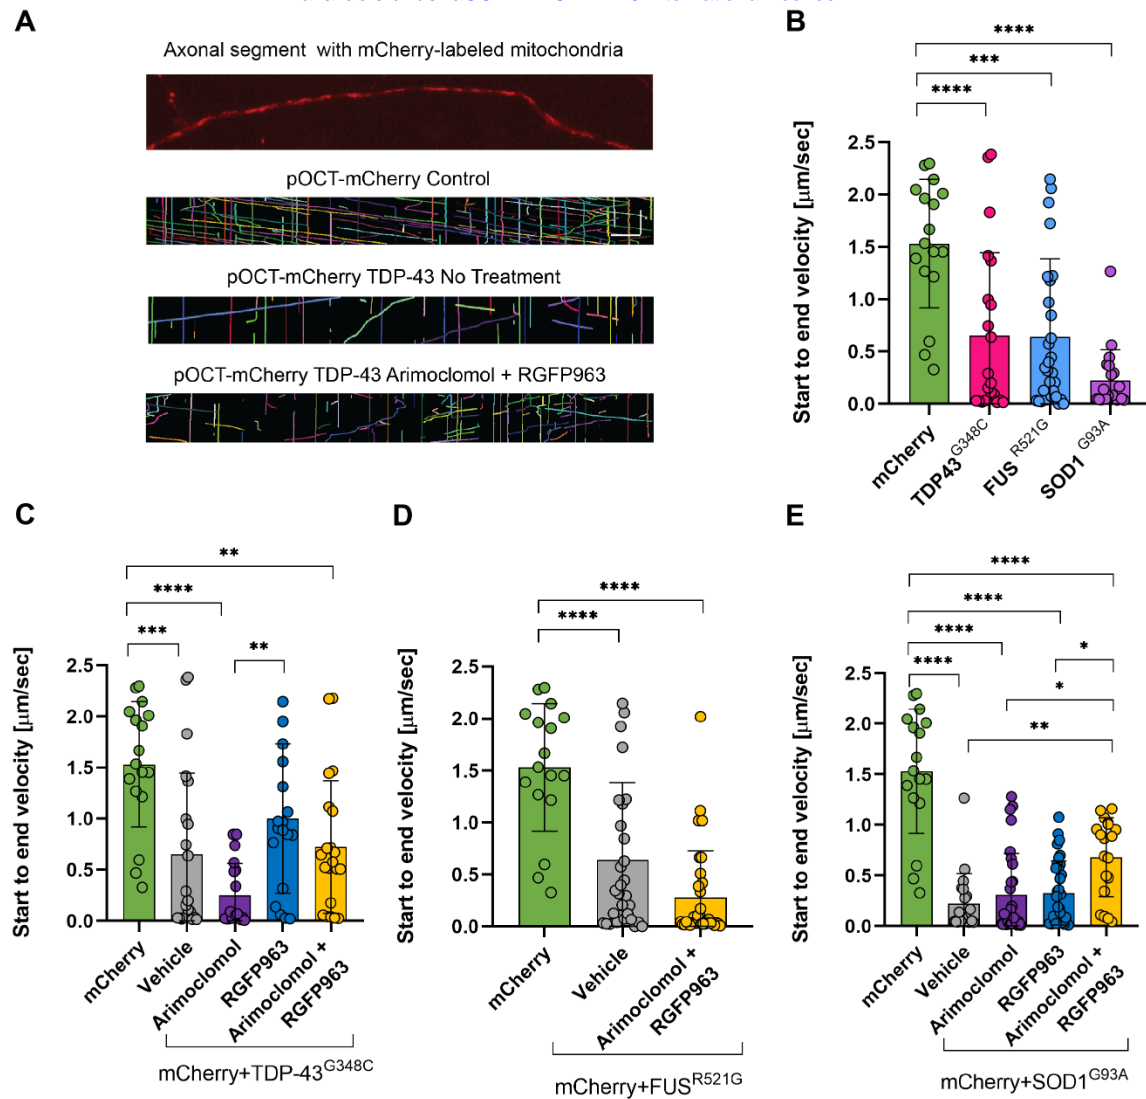 A
Axonal segment with mCherry-labeled mitochondria
pOCT-mCherry Control
pOCT-mCherry TDP-43 No Treatment
pOCT-mCherry TDP-43 Arimoclomol + RGFP963
B
****
***
****
Start to end velocity [μm/sec]
2.5
2.0
1.5
1.0
0.5
0.0
mCherry
TDP43 G348C
FUS R521G
SOD1 G93A
C
**
****
***
**
Start to end velocity [μm/sec]
2.5
2.0
1.5
1.0
0.5
0.0
mCherry
Vehicle
Arimoclomol
RGFP963
Arimoclomol +
RGFP963
mCherry+TDP-43G348C
D
****
****
Start to end velocity [μm/sec]
2.5
2.0
1.5
1.0
0.5
0.0
mCherry
Vehicle
Arimoclomol +
RGFP963
mCherry+FUSR521G
E
****
****
****
*
****
*
**
Start to end velocity [μm/sec]
2.5
2.0
1.5
1.0
0.5
0.0
mCherry
Vehicle
Arimoclomol
RGFP963
Arimoclomol +
RGFP963
mCherry+SOD1G93A